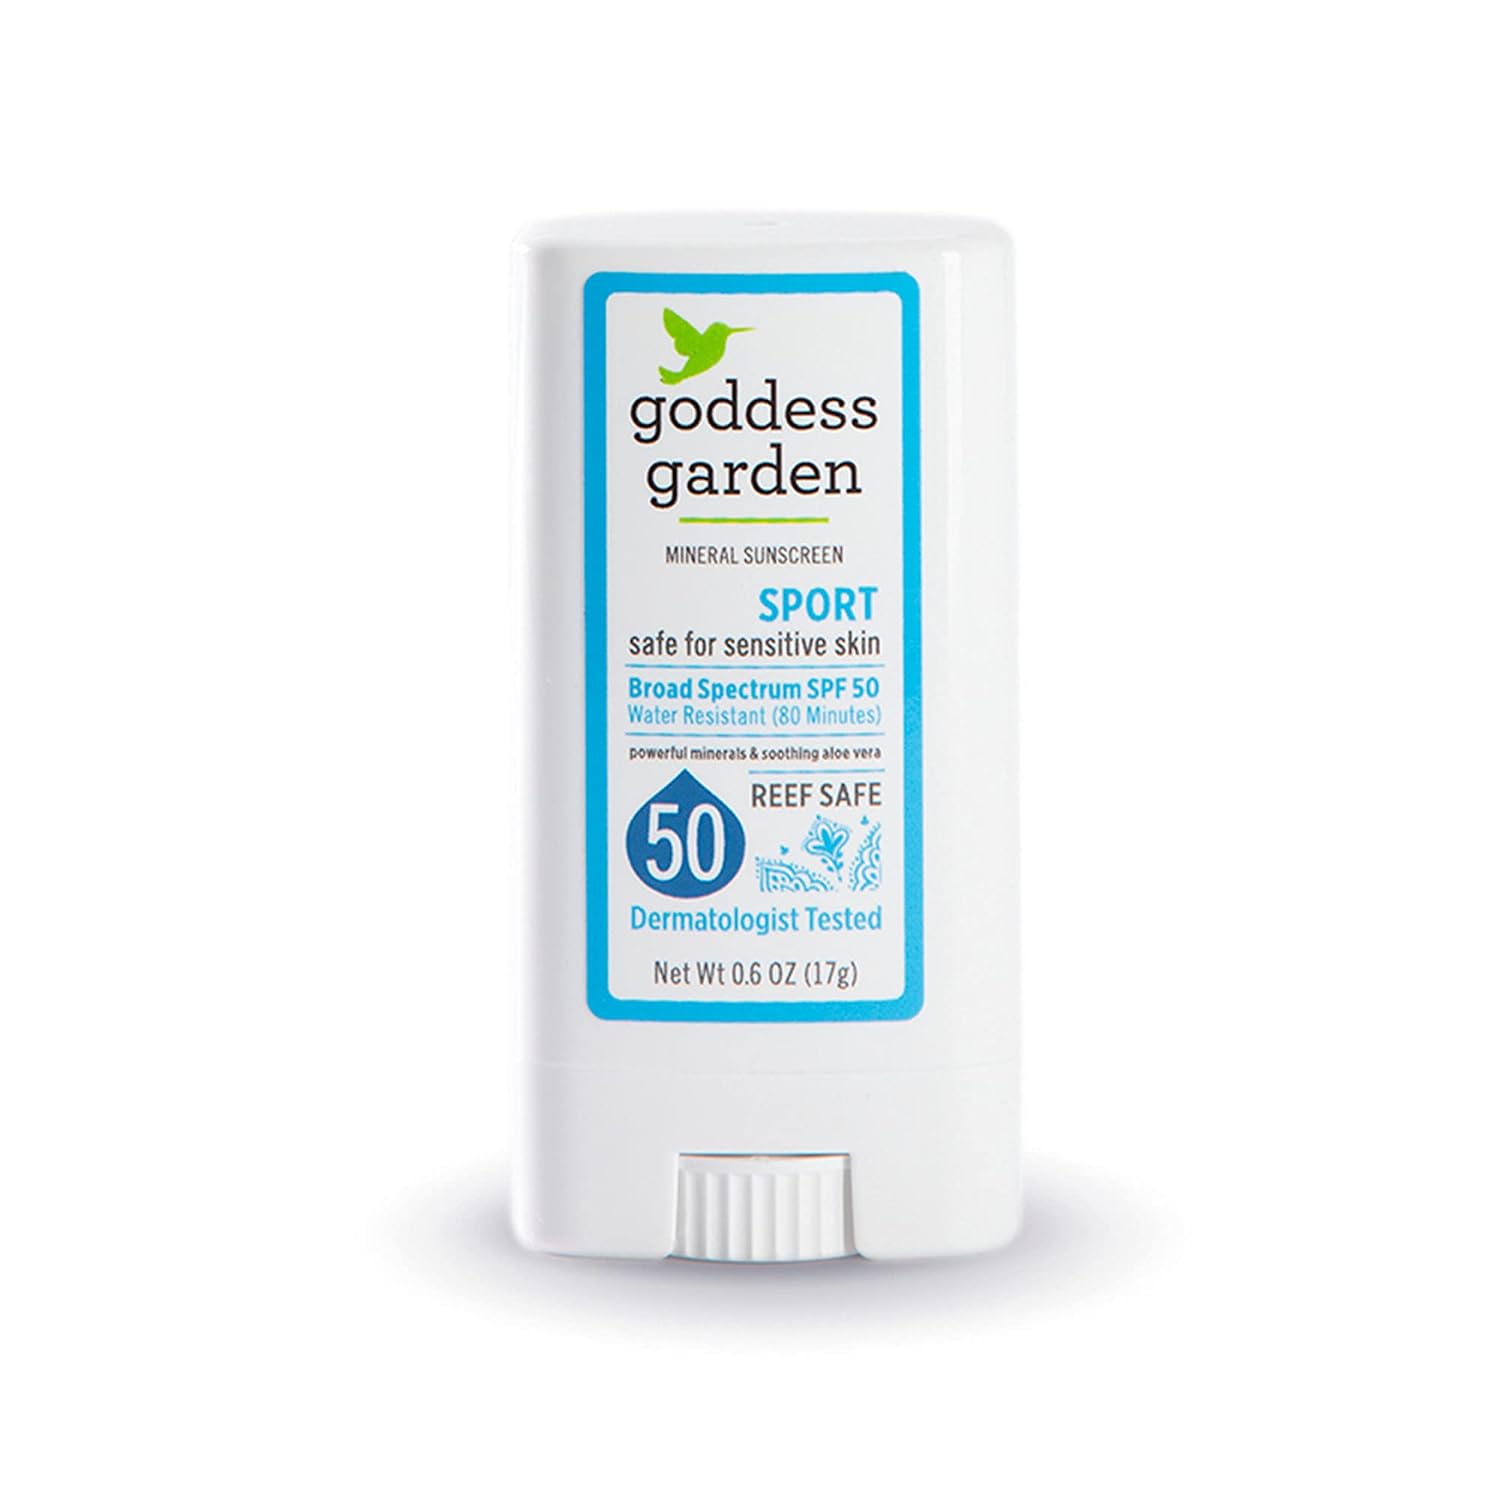 goddess
garden
MINERAL SUNSCREEN
SPORT
safe for sensitive skin
Broad Spectrum SPF 50
Water Resistant (80 Minutes)
powerful minerals & soothing aloe vera
REEF SAFE
50
Dermatologist Tested
Net Wt 0.6 OZ (17g)